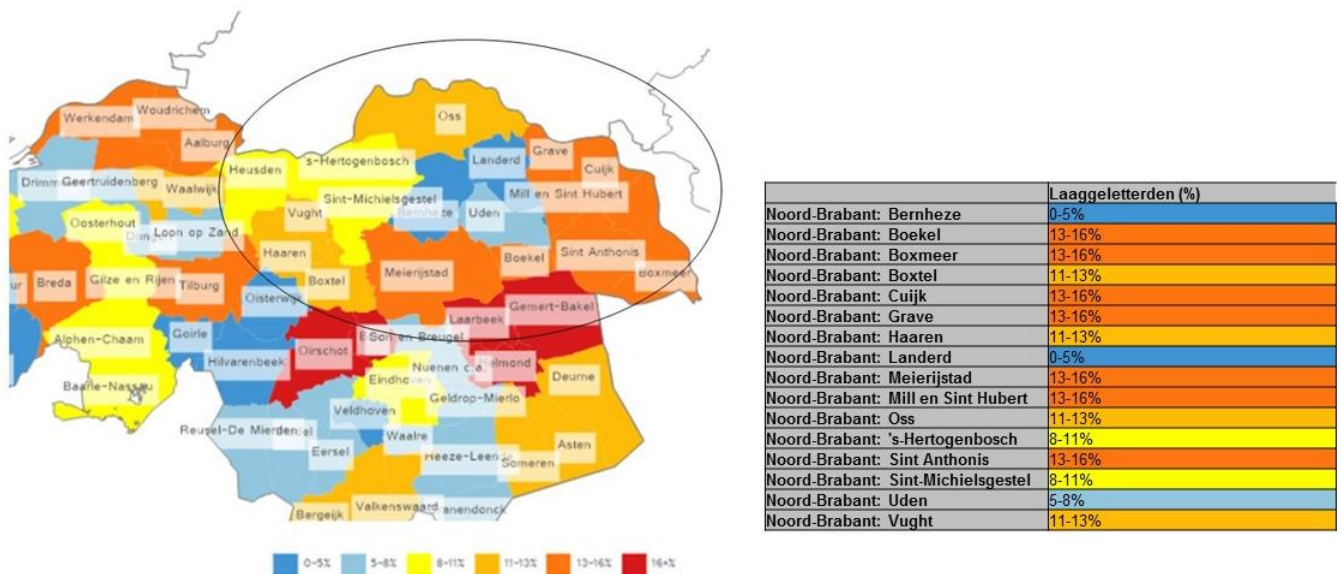 Oss
Werkendam
Woudrichem
Aalburg
Landerd
Grave
Cuijk
Heusden
s-Hertogenbosch
Geertruidenberg
Waalwijk
Sint-Michielsgestel
Mill en Sint Hubert
Bernheze
Uden
Vught
Oosterhout
Loon op Zand
Haaren
Boekel
Sint Anthonis
Meierijstad
Boxmeer
Breda
Gilze en Rijen
Tilburg
Oisterwijk
Boxtel
Gemert-Bakel
Laarbeek
Alphen-Chaam
Goirle
Hilvarenbeek
Oirschot
Son en Breugel
Nuenen c.a.
Helmond
Deurne
Eindhoven
Baarle-Nassau
Geldrop-Mierlo
Veldhoven
Reusel-De Mierden
Waalre
Eersel
Heeze-Leende
Asten
Someren
Bergeijk
Valkenswaard
0-5% 5-8% 8-11% 11-13% 13-16% 16+%
Laaggeletterden (%)
Noord-Brabant: Bernheze 0-5%
Noord-Brabant: Boekel 13-16%
Noord-Brabant: Boxmeer 13-16%
Noord-Brabant: Boxtel 11-13%
Noord-Brabant: Cuijk 13-16%
Noord-Brabant: Grave 13-16%
Noord-Brabant: Haaren 11-13%
Noord-Brabant: Landerd 0-5%
Noord-Brabant: Meierijstad 13-16%
Noord-Brabant: Mill en Sint Hubert 13-16%
Noord-Brabant: Oss 11-13%
Noord-Brabant: 's-Hertogenbosch 8-11%
Noord-Brabant: Sint Anthonis 13-16%
Noord-Brabant: Sint-Michielsgestel 8-11%
Noord-Brabant: Uden 5-8%
Noord-Brabant: Vught 11-13%